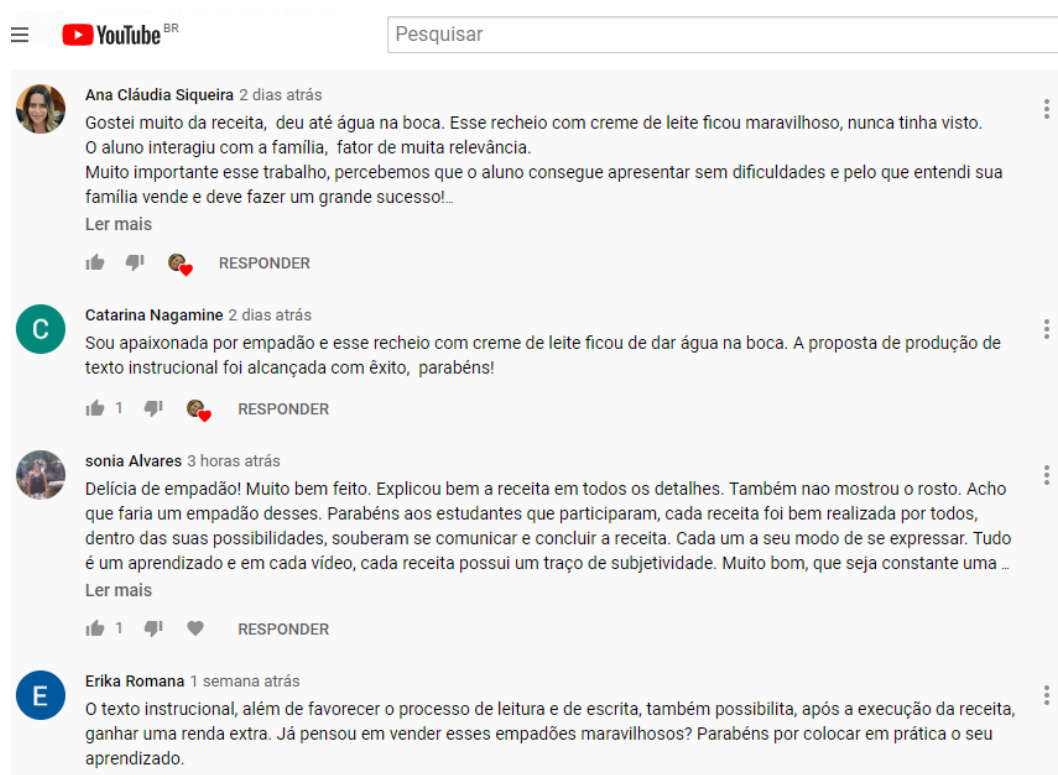 YouTube BR
Pesquisar
Ana Cláudia Siqueira 2 dias atrás
Gostei muito da receita, deu até água na boca. Esse recheio com creme de leite ficou maravilhoso, nunca tinha visto.
O aluno interagiu com a família, fator de muita relevância.
Muito importante esse trabalho, percebemos que o aluno consegue apresentar sem dificuldades e pelo que entendi sua
família vende e deve fazer um grande sucesso!...
Ler mais
RESPONDER
C
Catarina Nagamine 2 dias atrás
Sou apaixonada por empadão e esse recheio com creme de leite ficou de dar água na boca. A proposta de produção de
texto instrucional foi alcançada com êxito, parabéns!
1 RESPONDER
sonia Alvares 3 horas atrás
Delícia de empadão! Muito bem feito. Explicou bem a receita em todos os detalhes. Também nao mostrou o rosto. Acho
que faria um empadão desses. Parabéns aos estudantes que participaram, cada receita foi bem realizada por todos,
dentro das suas possibilidades, souberam se comunicar e concluir a receita. Cada um a seu modo de se expressar. Tudo
é um aprendizado e em cada vídeo, cada receita possui um traço de subjetividade. Muito bom, que seja constante uma ...
Ler mais
1 RESPONDER
E
Erika Romana 1 semana atrás
O texto instrucional, além de favorecer o processo de leitura e de escrita, também possibilita, após a execução da receita,
ganhar uma renda extra. Já pensou em vender esses empadões maravilhosos? Parabéns por colocar em prática o seu
aprendizado.